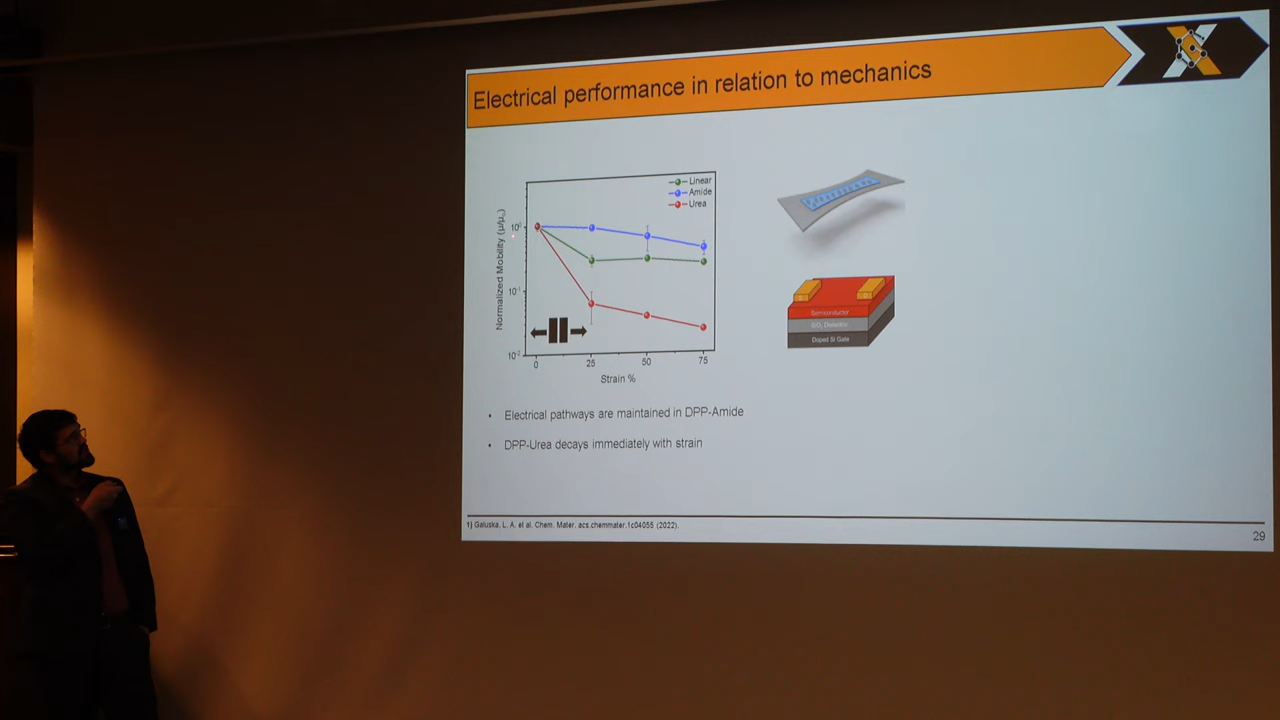 Electrical performance in relation to mechanics
Linear
Amide
Urea
Normalized Mobility (μ/μ₀)
10⁰
10⁻¹
10⁻²
0
25
50
75
Strain %
Semiconductor
SiO₂ Dielectric
Doped Si Gate
• Electrical pathways are maintained in DPP-Amide
• DPP-Urea decays immediately with strain
1) Galuska, L. A. et al. Chem. Mater. acs.chemmater.1c04055 (2022).
29